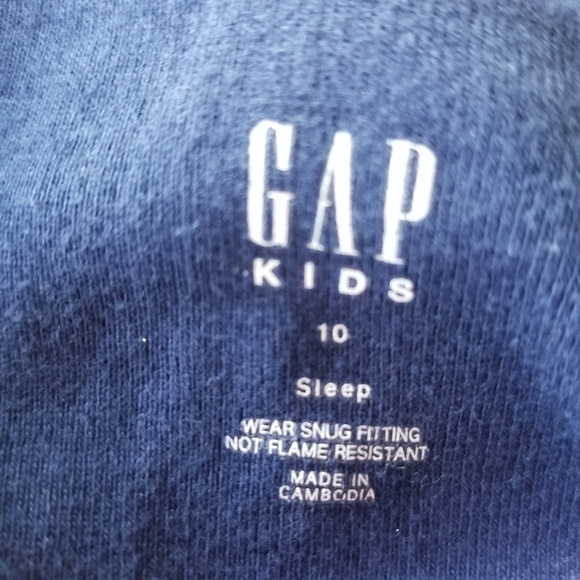 GAP
KIDS
10
Sleep
WEAR SNUG FITTING
NOT FLAME RESISTANT
MADE IN
CAMBODIA